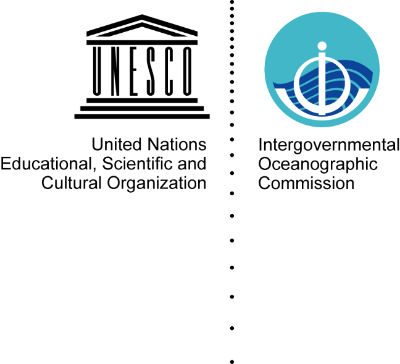 UNESCO
United Nations
Educational, Scientific and
Cultural Organization
Intergovernmental
Oceanographic
Commission